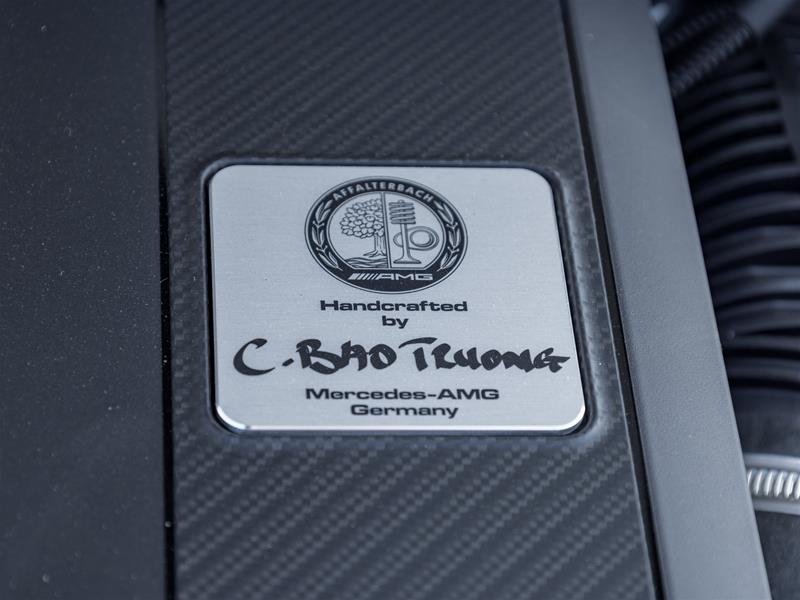 AFFALTERBACH
AMG
Handcrafted
by
C. BAO TRUONG
Mercedes-AMG
Germany